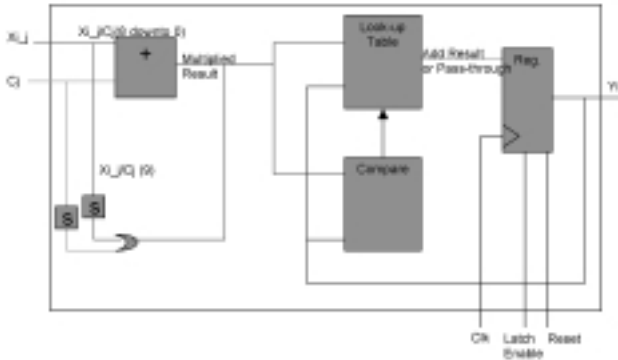 Xi_j
Xi_j/Cj(8 downto 0)
Cj
+
Multiplied
Result
Look-up
Table
Add Result
or Pass-through
Reg.
Xi_j/Cj (9)
Compare
S
S
Clk
Latch
Enable
Reset